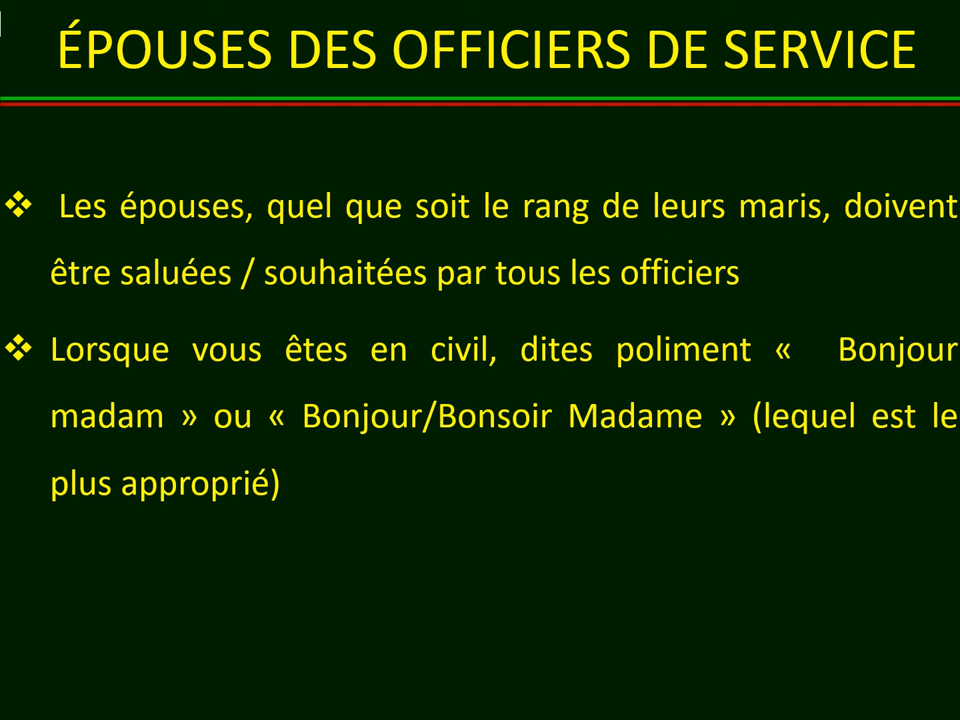 ÉPOUSES DES OFFICIERS DE SERVICE
❖ Les épouses, quel que soit le rang de leurs maris, doivent
être saluées / souhaitées par tous les officiers
❖ Lorsque vous êtes en civil, dites poliment « Bonjour
madam » ou « Bonjour/Bonsoir Madame » (lequel est le
plus approprié)